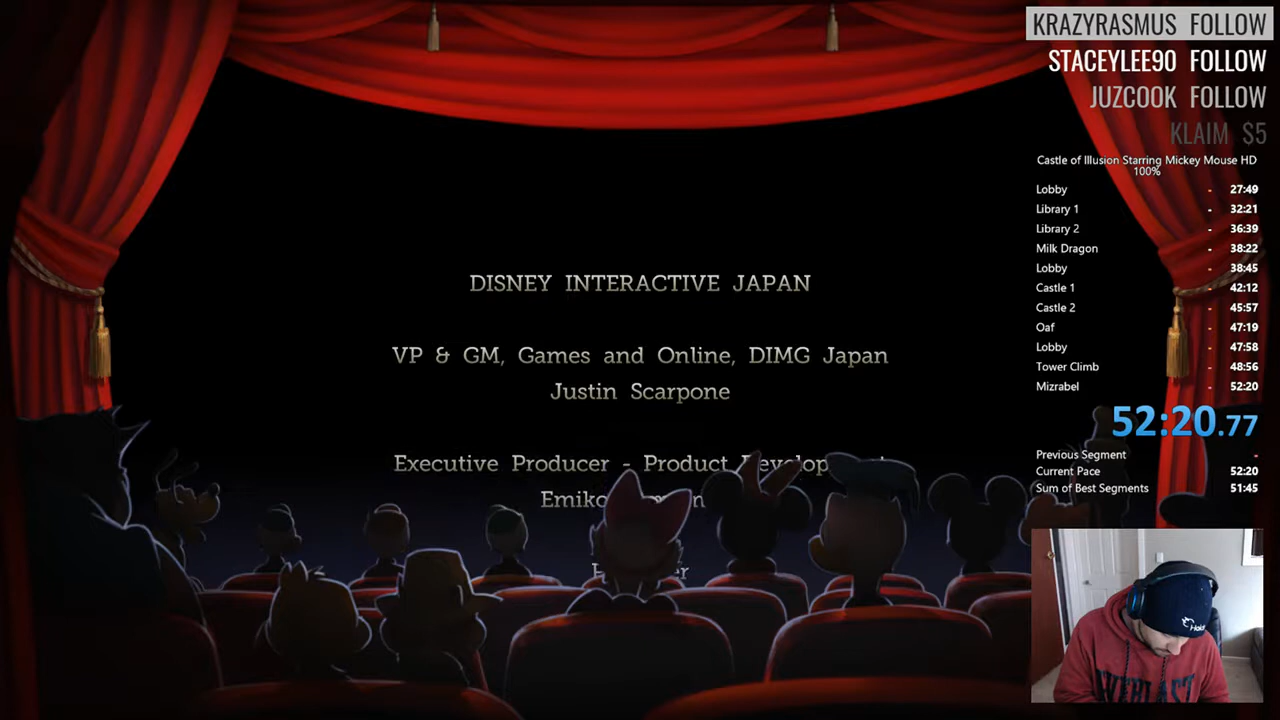 KRAZYRASMUS FOLLOW
STACEYLEE90 FOLLOW
JUZCOOK FOLLOW
KLAIM $5
Castle of Illusion Starring Mickey Mouse HD
100%
Lobby - 27:49
Library 1 - 32:21
Library 2 - 36:39
Milk Dragon - 38:22
Lobby - 38:45
Castle 1 - 42:12
Castle 2 - 45:57
Oaf - 47:19
Lobby - 47:58
Tower Climb - 48:56
Mizrabel - 52:20
52:20.77
Previous Segment -
Current Pace 52:20
Sum of Best Segments 51:45
DISNEY INTERACTIVE JAPAN
VP & GM, Games and Online, DIMG Japan
Justin Scarpone
Executive Producer - Product
EVERLAST